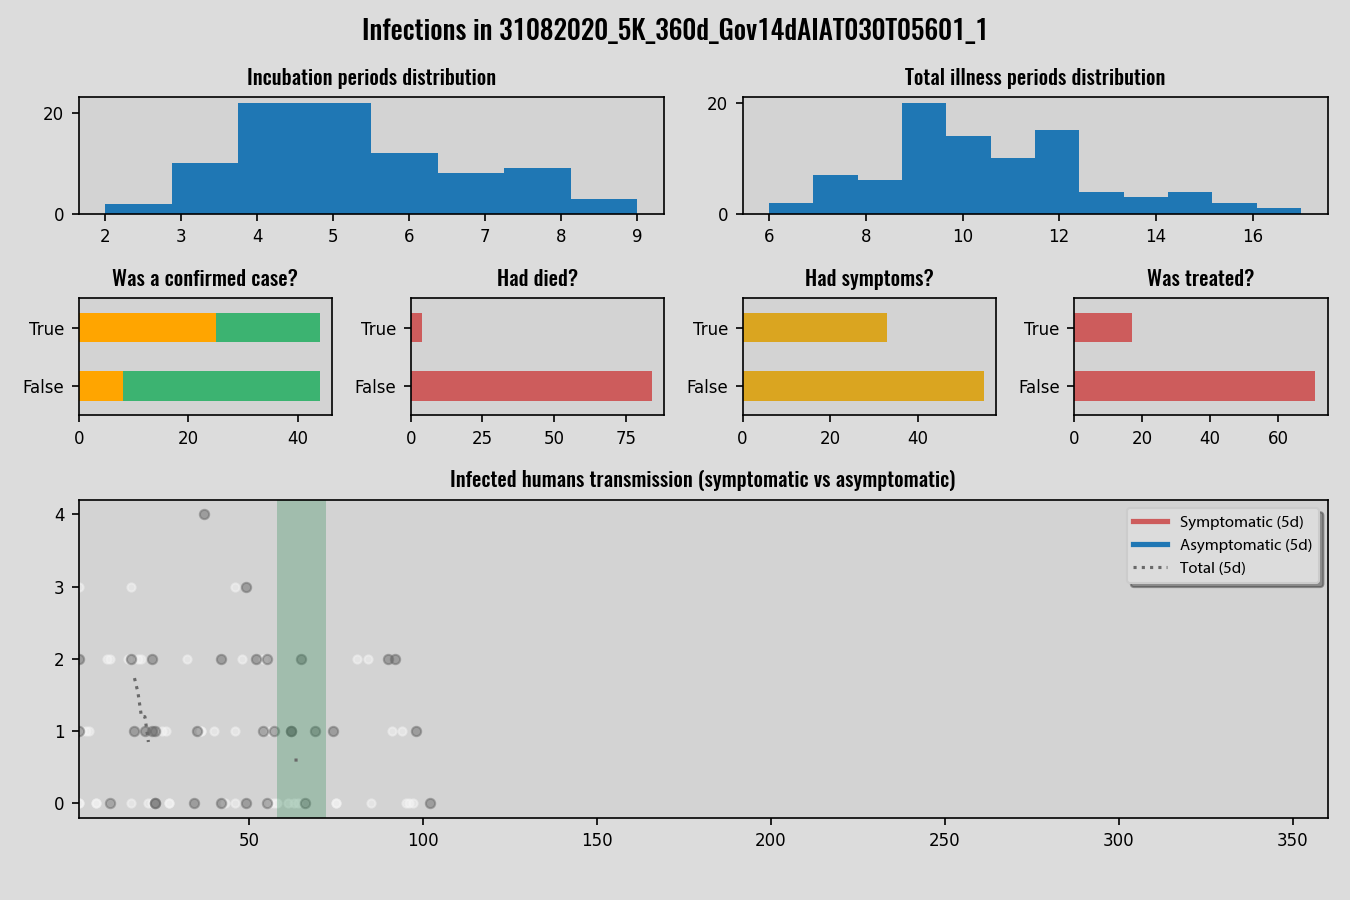 Infections in 31082020_5K_360d_Gov14dAIAT030T05601_1
Incubation periods distribution
Total illness periods distribution
20
0
2 3 4 5 6 7 8 9
20
0
6 8 10 12 14 16
Was a confirmed case?
Had died?
Had symptoms?
Was treated?
True
False
0 20 40
True
False
0 25 50 75
True
False
0 20 40
True
False
0 20 40 60
Infected humans transmission (symptomatic vs asymptomatic)
4
3
2
1
0
50 100 150 200 250 300 350
Symptomatic (5d)
Asymptomatic (5d)
Total (5d)